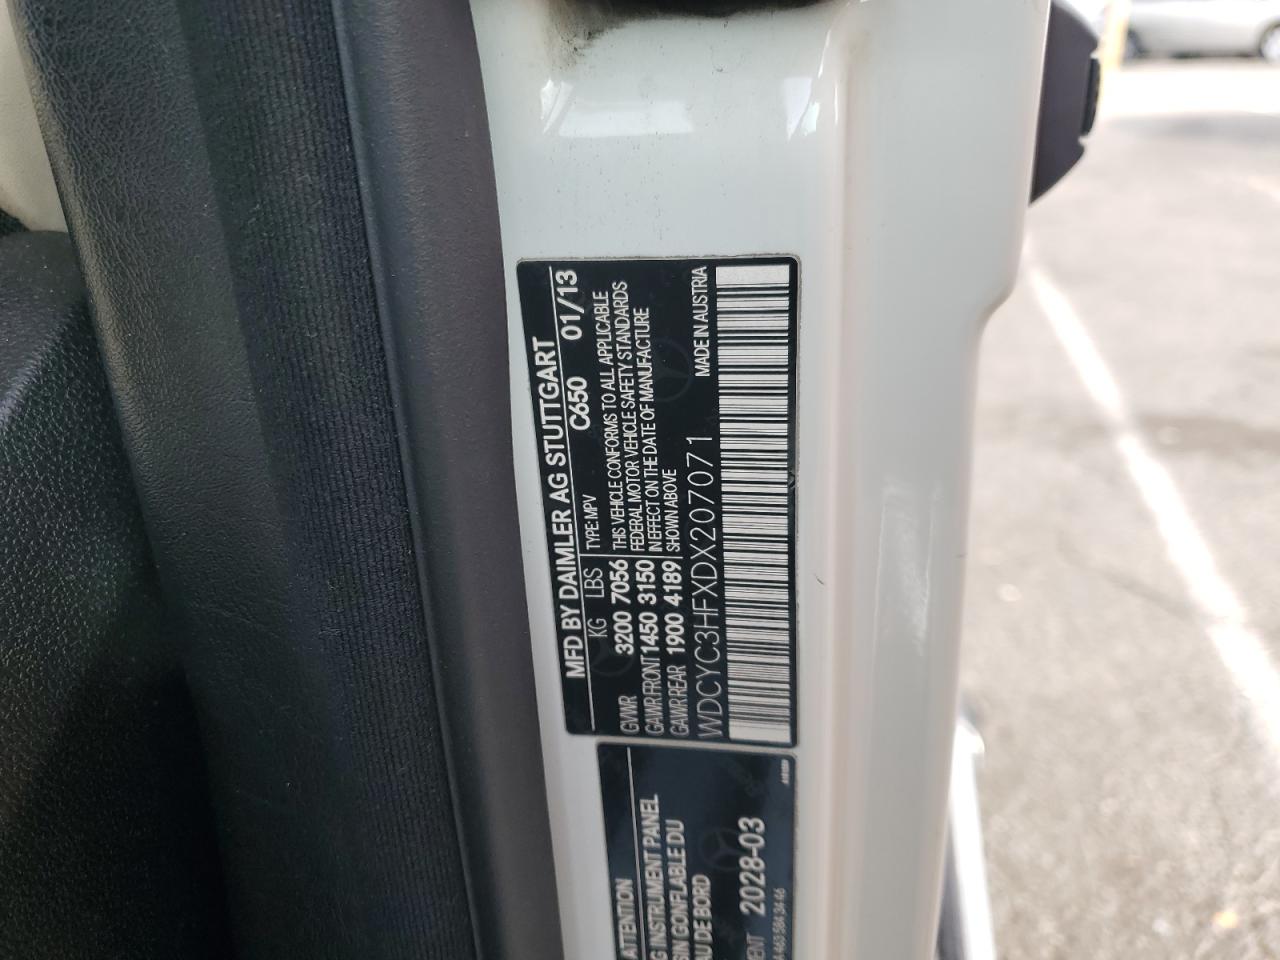 MFD BY DAIMLER AG STUTTGART
C650 01/13
KG LBS TYPE: MPV
GVWR 3200 7056
GAWR FRONT 1450 3150
GAWR REAR 1900 4189
THIS VEHICLE CONFORMS TO ALL APPLICABLE
FEDERAL MOTOR VEHICLE SAFETY STANDARDS
IN EFFECT ON THE DATE OF MANUFACTURE
SHOWN ABOVE
MADE IN AUSTRIA
WDCYC3HFXDX207071
ATTENTION
INSTRUMENT PANEL
GONFLABLE DU
DE BORD
2028-03